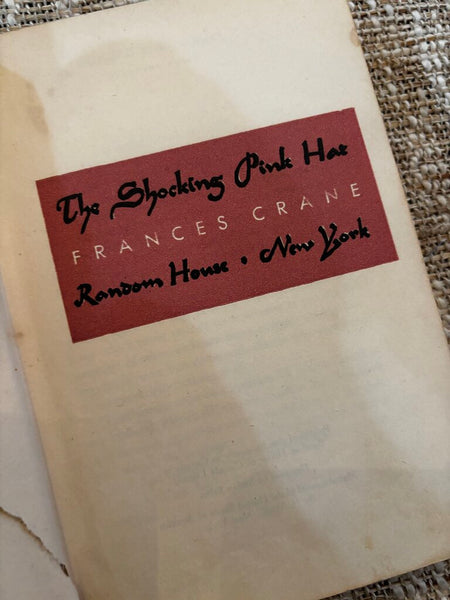 The Shocking Pink Hat
FRANCES CRANE
Random House • New York